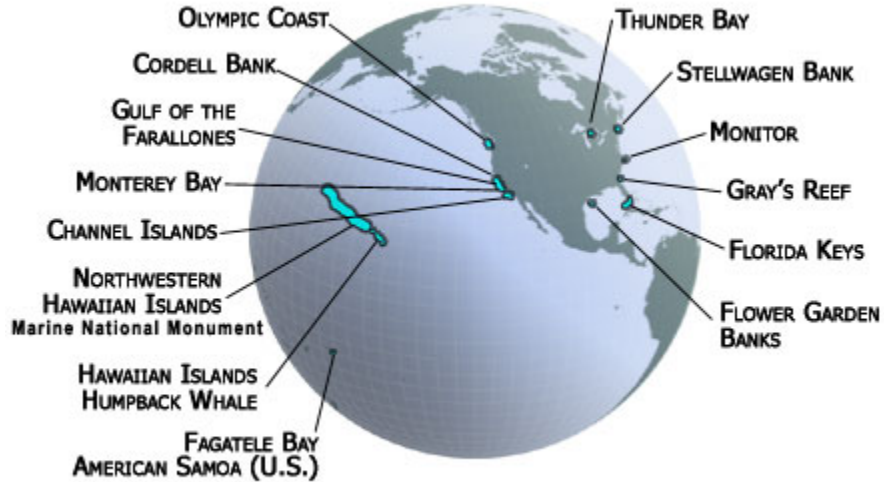 Olympic Coast
Cordell Bank
Gulf of the
Farallones
Monterey Bay
Channel Islands
Northwestern
Hawaiian Islands
Marine National Monument
Hawaiian Islands
Humpback Whale
Fagatele Bay
American Samoa (U.S.)
Thunder Bay
Stellwagen Bank
Monitor
Gray's Reef
Florida Keys
Flower Garden
Banks